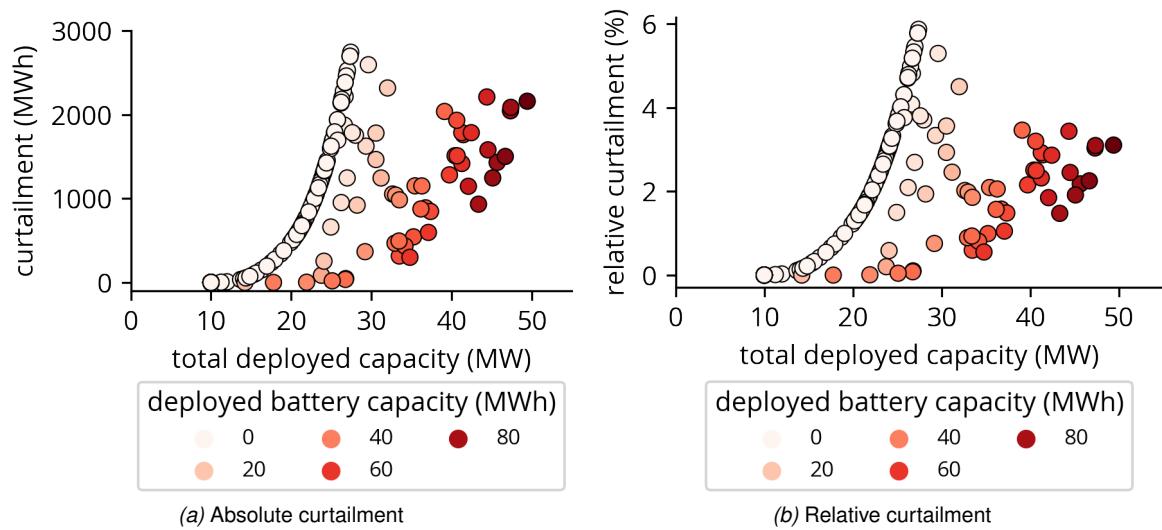 curtailment (MWh)
3000
2000
1000
0
0 10 20 30 40 50
total deployed capacity (MW)
deployed battery capacity (MWh)
0 40 80
20 60
(a) Absolute curtailment
relative curtailment (%)
6
4
2
0
0 10 20 30 40 50
total deployed capacity (MW)
deployed battery capacity (MWh)
0 40 80
20 60
(b) Relative curtailment